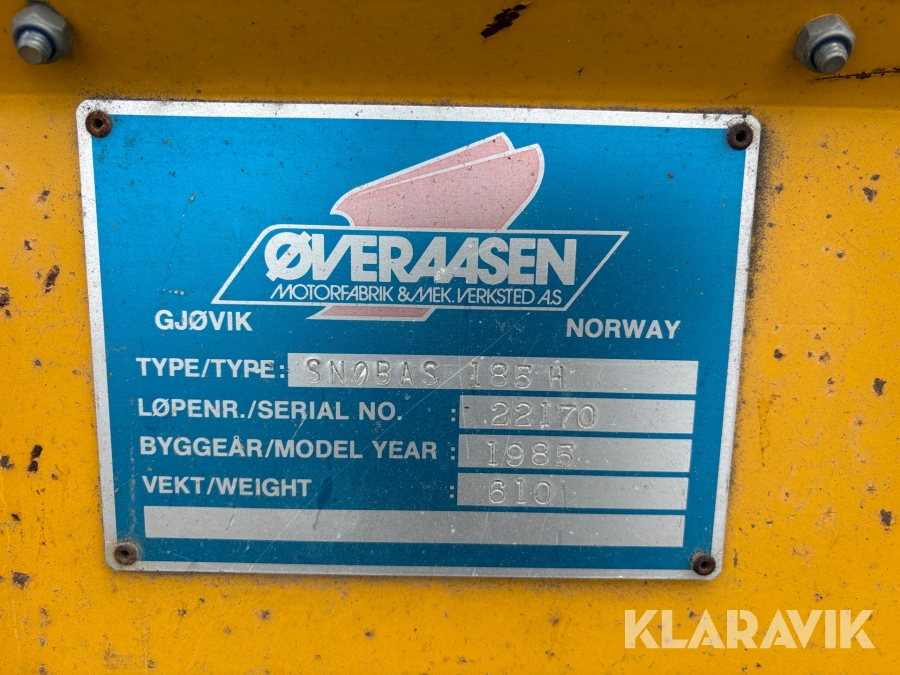 ØVERAASEN
MOTORFABRIK & MEK. VERKSTED A.S
GJØVIK NORWAY
TYPE/TYPE: SNØBAS 185 H
LØPENR./SERIAL NO. : 22170
BYGGEÅR/MODEL YEAR : 1985
VEKT/WEIGHT : 610
KLARAVIK